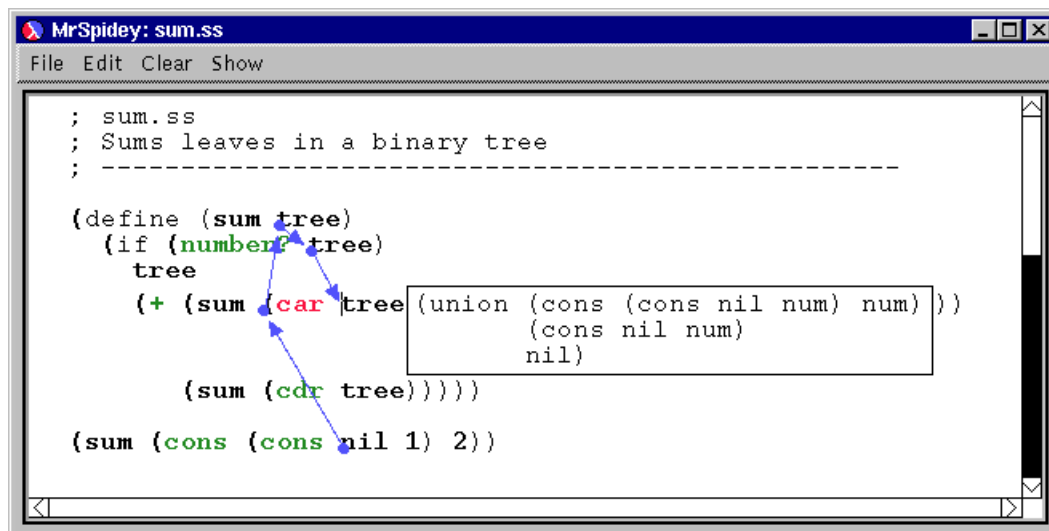 MrSpidey: sum.ss
File Edit Clear Show
; sum.ss
; Sums leaves in a binary tree
; ---------------------------------------------------
(define (sum tree)
(if (number? tree)
tree
(+ (sum (car tree (union (cons (cons nil num) num) ))
(cons nil num)
nil)
(sum (cdr tree)))))
(sum (cons (cons nil 1) 2))